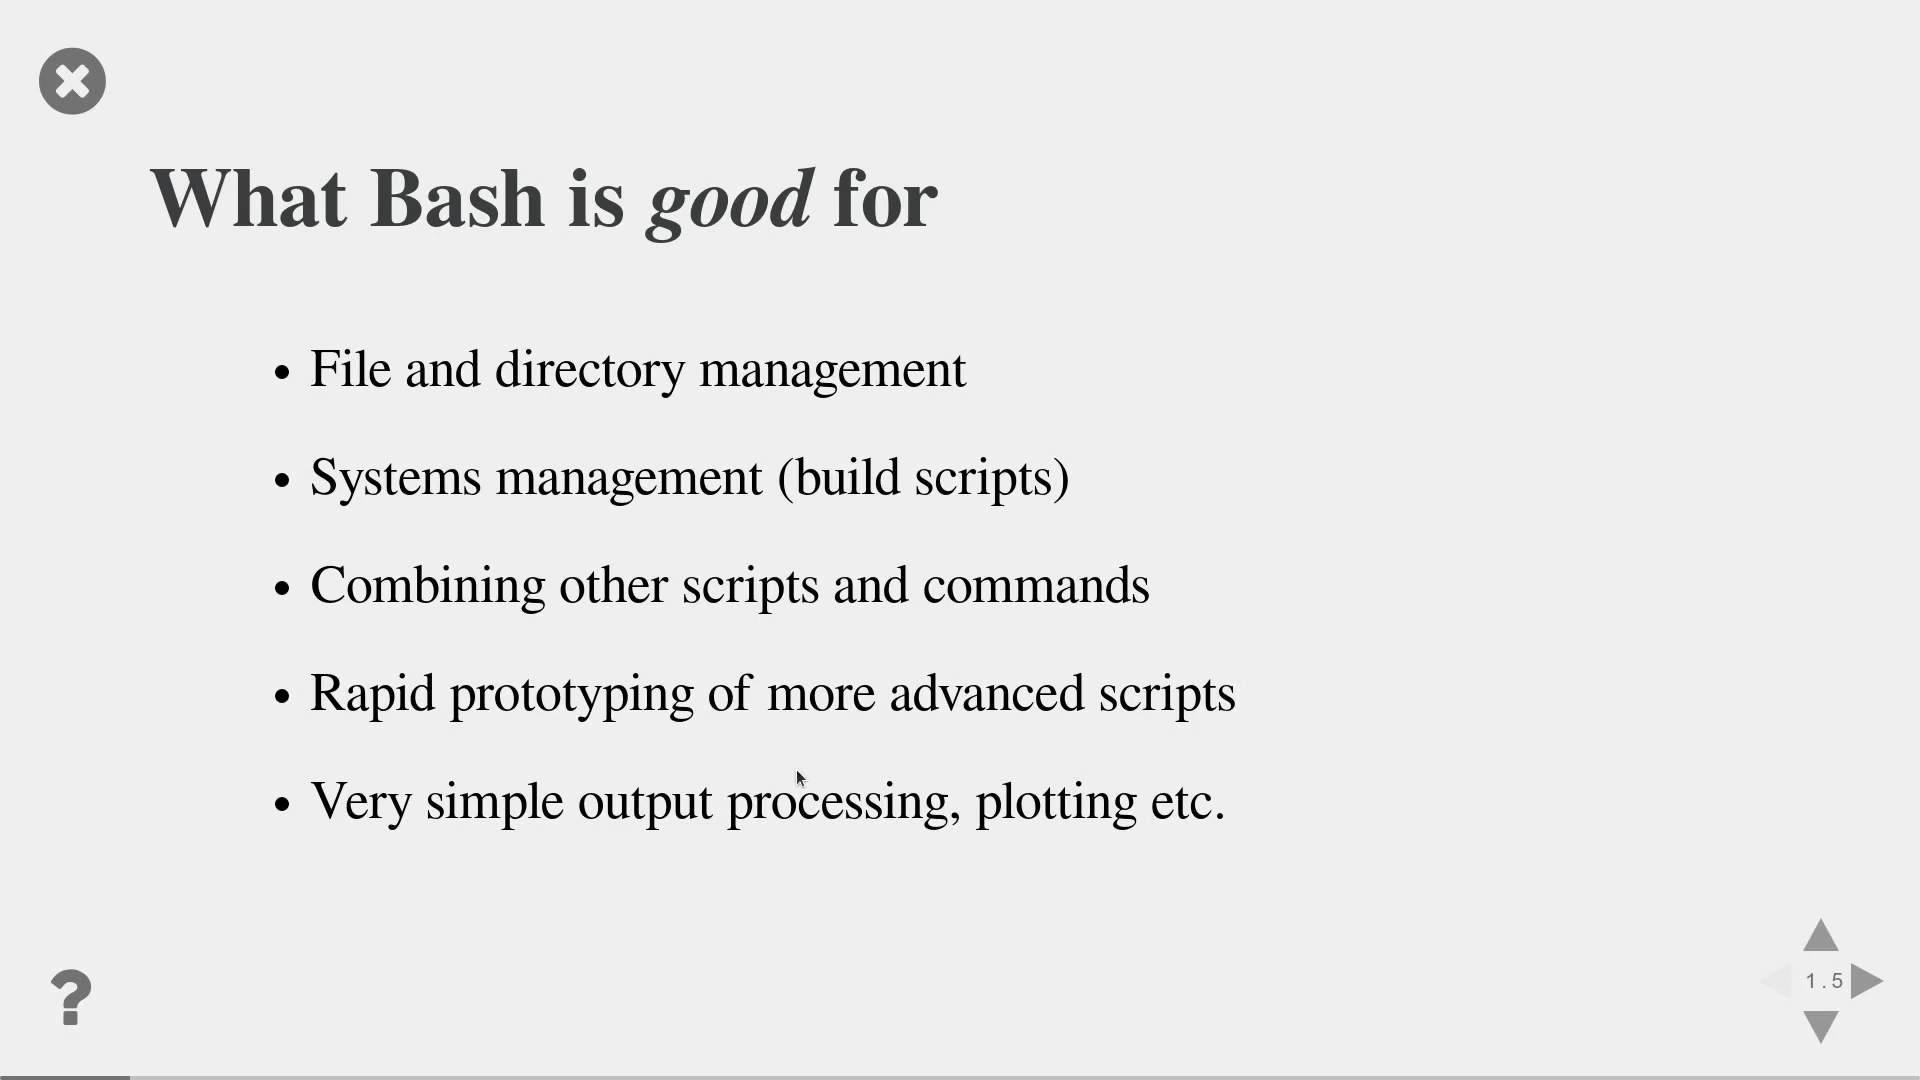 What Bash is good for
• File and directory management
• Systems management (build scripts)
• Combining other scripts and commands
• Rapid prototyping of more advanced scripts
• Very simple output processing, plotting etc.
?
1.5